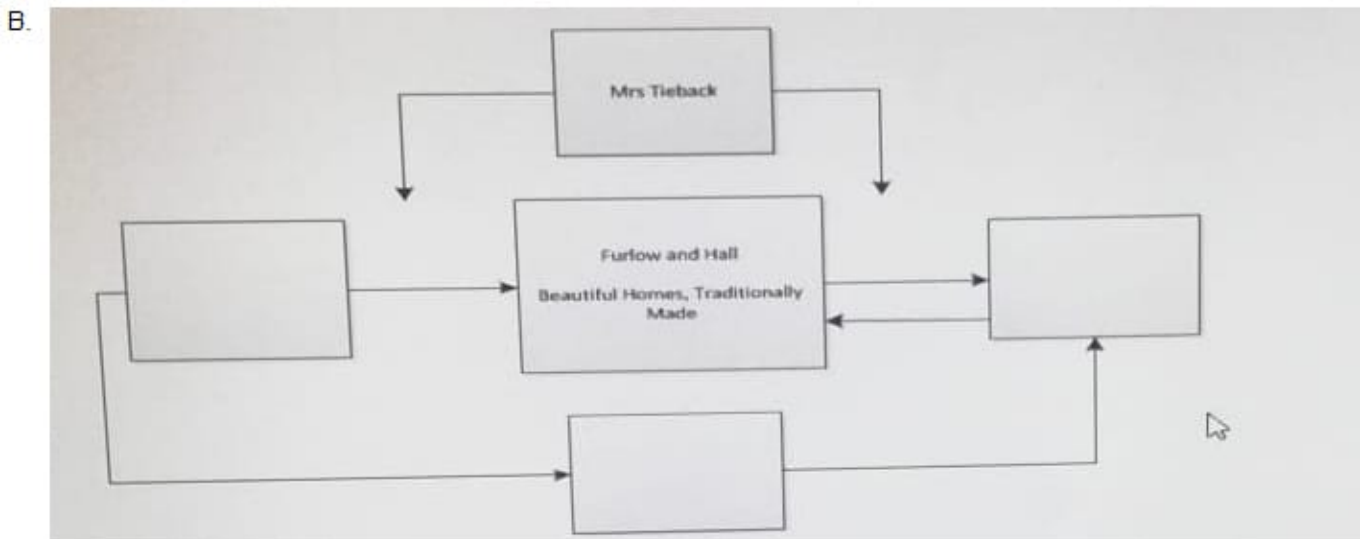 B.
Mrs Tieback
Furlow and Hall
Beautiful Homes, Traditionally
Made